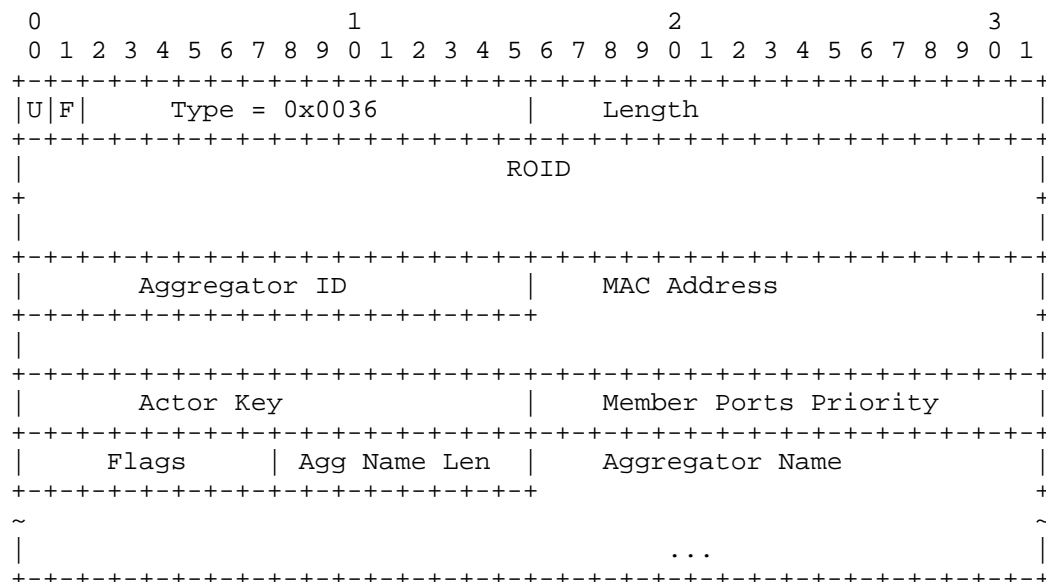 0                   1                   2                   3
 0 1 2 3 4 5 6 7 8 9 0 1 2 3 4 5 6 7 8 9 0 1 2 3 4 5 6 7 8 9 0 1
+-+-+-+-+-+-+-+-+-+-+-+-+-+-+-+-+-+-+-+-+-+-+-+-+-+-+-+-+-+-+-+-+
|U|F|     Type = 0x0036         |    Length                     |
+-+-+-+-+-+-+-+-+-+-+-+-+-+-+-+-+-+-+-+-+-+-+-+-+-+-+-+-+-+-+-+-+
|                              ROID                             |
+                                                               +
|                                                               |
+-+-+-+-+-+-+-+-+-+-+-+-+-+-+-+-+-+-+-+-+-+-+-+-+-+-+-+-+-+-+-+-+
|       Aggregator ID           |    MAC Address                |
+-+-+-+-+-+-+-+-+-+-+-+-+-+-+-+-+                               +
|                                                               |
+-+-+-+-+-+-+-+-+-+-+-+-+-+-+-+-+-+-+-+-+-+-+-+-+-+-+-+-+-+-+-+-+
|       Actor Key               |    Member Ports Priority      |
+-+-+-+-+-+-+-+-+-+-+-+-+-+-+-+-+-+-+-+-+-+-+-+-+-+-+-+-+-+-+-+-+
|     Flags     | Agg Name Len  |    Aggregator Name            |
+-+-+-+-+-+-+-+-+-+-+-+-+-+-+-+-+                               +
~                                                               ~
|                                        ...                    |
+-+-+-+-+-+-+-+-+-+-+-+-+-+-+-+-+-+-+-+-+-+-+-+-+-+-+-+-+-+-+-+-+